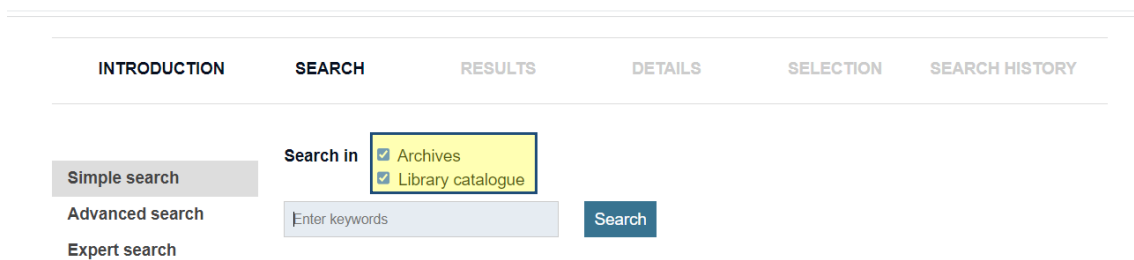 INTRODUCTION SEARCH RESULTS DETAILS SELECTION SEARCH HISTORY
Search in Archives
Simple search Library catalogue
Advanced search Enter keywords Search
Expert search